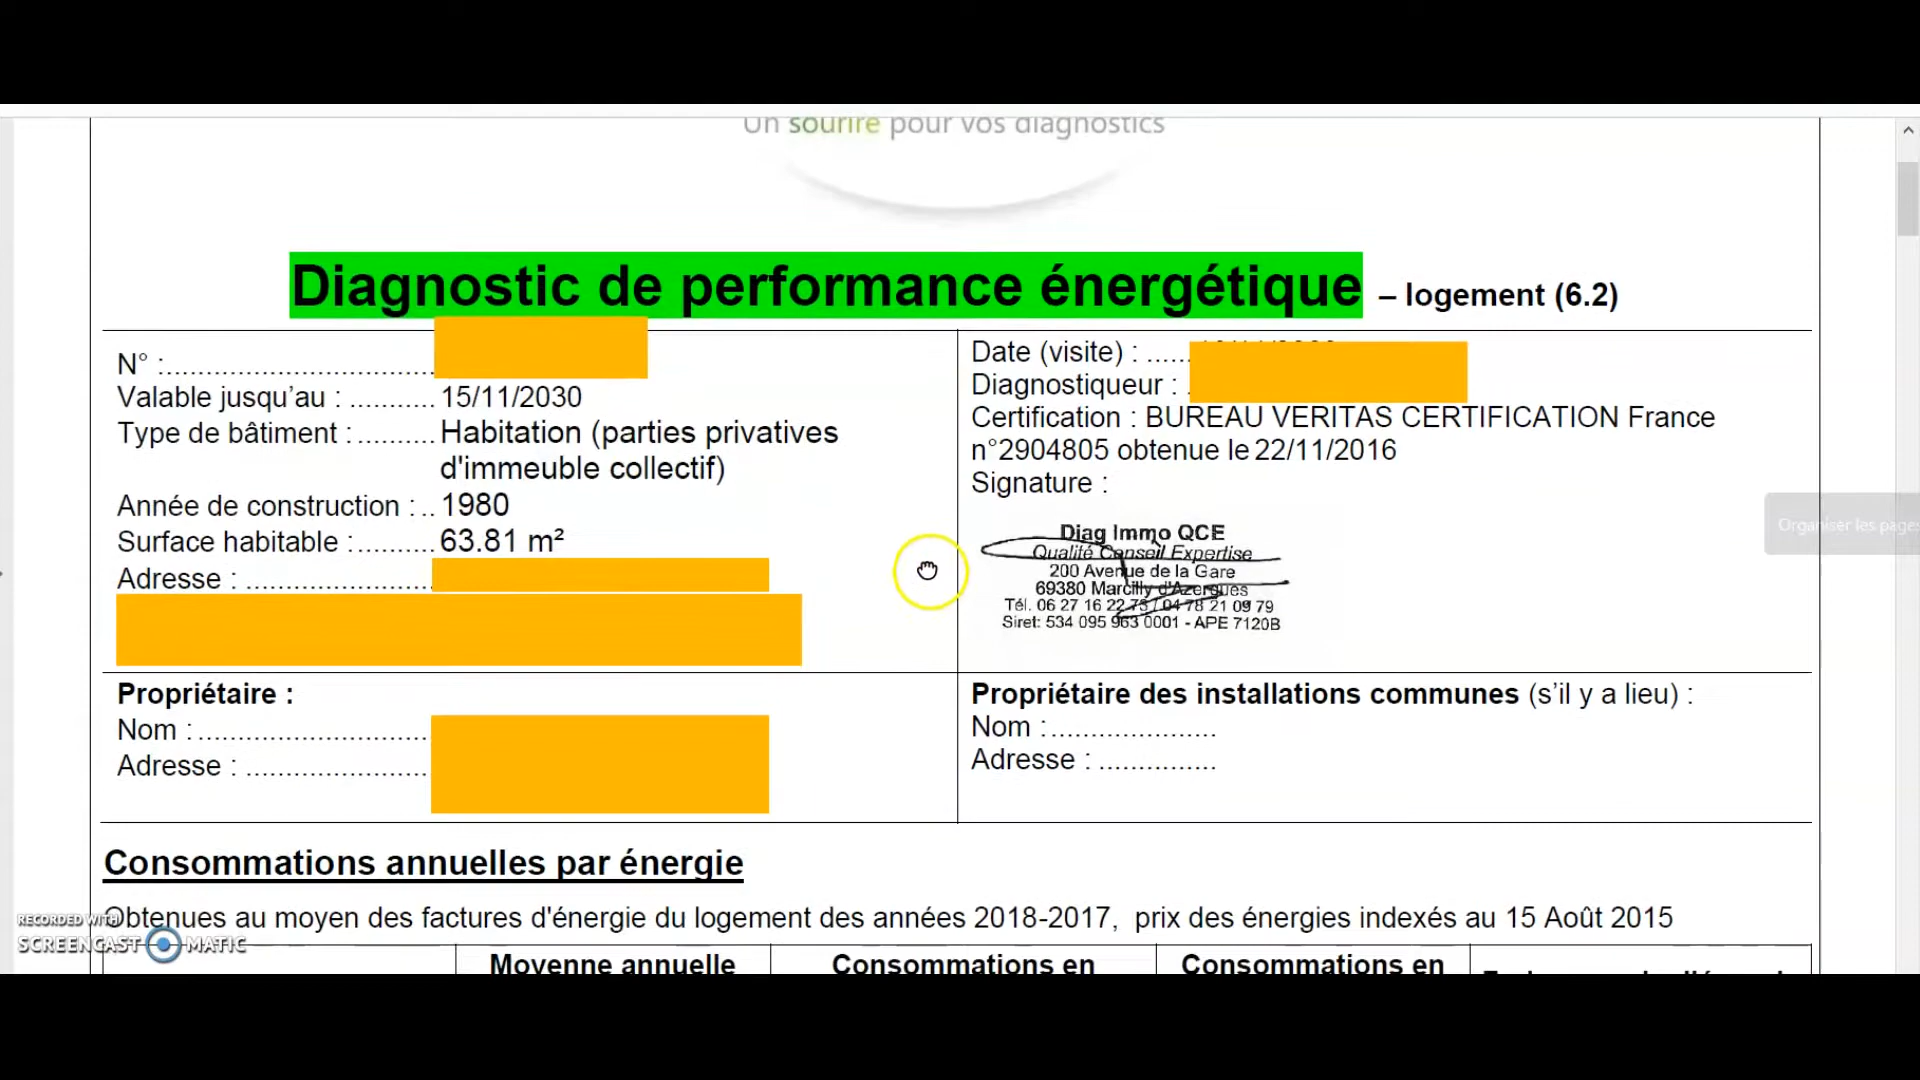 Un sourire pour vos diagnostics
Diagnostic de performance énergétique – logement (6.2)
N° :..................................
Valable jusqu’au : ........... 15/11/2030
Type de bâtiment : .......... Habitation (parties privatives
d'immeuble collectif)
Année de construction : .. 1980
Surface habitable : .......... 63.81 m²
Adresse : .......................
Date (visite) : ......
Diagnostiqueur : .
Certification : BUREAU VERITAS CERTIFICATION France
n°2904805 obtenue le 22/11/2016
Signature :
Diag Immo QCE
Qualité Conseil Expertise
200 Avenue de la Gare
69380 Marcilly d'Azergues
Tél. 06 27 16 22 73 / 04 78 21 09 79
Siret: 534 095 963 0001 - APE 7120B
Organiser les pages
Propriétaire :
Nom : .............................
Adresse : .......................
Propriétaire des installations communes (s’il y a lieu) :
Nom : .....................
Adresse : ...............
Consommations annuelles par énergie
Obtenues au moyen des factures d'énergie du logement des années 2018-2017, prix des énergies indexés au 15 Août 2015
RECORDED WITH
SCREENCAST MATIC
Moyenne annuelle
Consommations en
Consommations en